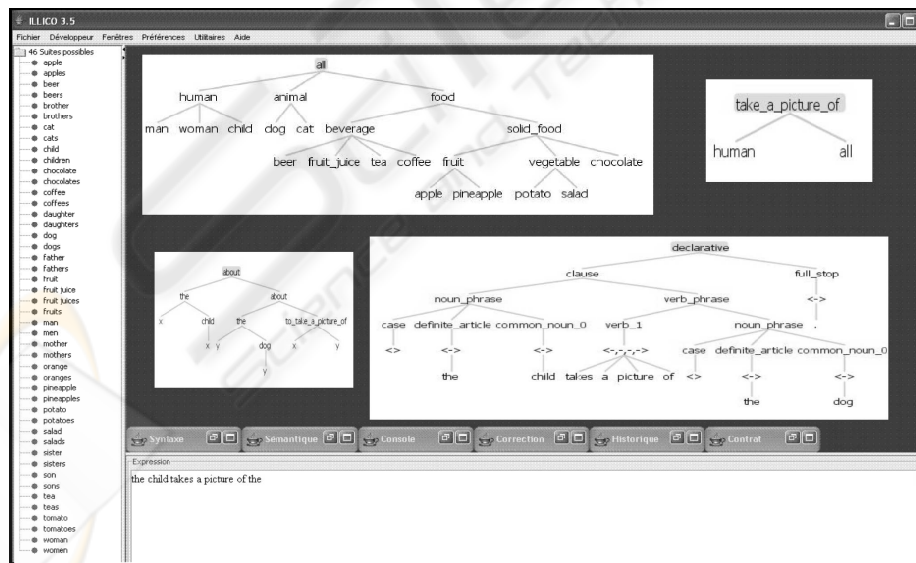 ILLICO 3.5
Fichier Développeur Fenêtres Préférences Utilitaires Aide
46 Suites possibles
apple
apples
beer
beers
brother
brothers
cat
cats
child
children
chocolate
chocolates
coffee
coffees
daughter
daughters
dog
dogs
father
fathers
fruit
fruit juice
fruit juices
fruits
man
men
mother
mothers
orange
oranges
pineapple
pineapples
potato
potatoes
salad
salads
sister
sisters
son
sons
tea
teas
tomato
tomatoes
woman
women
all
human animal food
man woman child dog cat beverage solid_food
beer fruit_juice tea coffee fruit vegetable chocolate
apple pineapple potato salad
take_a_picture_of
human all
about
the about
x child the to_take_a_picture_of
x y dog x y
y
declarative
clause full_stop
noun_phrase verb_phrase <->
case definite_article common_noun_0 verb_1 noun_phrase .
<> <-> <-> <-,-,-,-> case definite_article common_noun_0
the child takes a picture of <> <-> <->
the dog
Syntaxe Sémantique Console Correction Historique Contrat
Expression
the child takes a picture of the